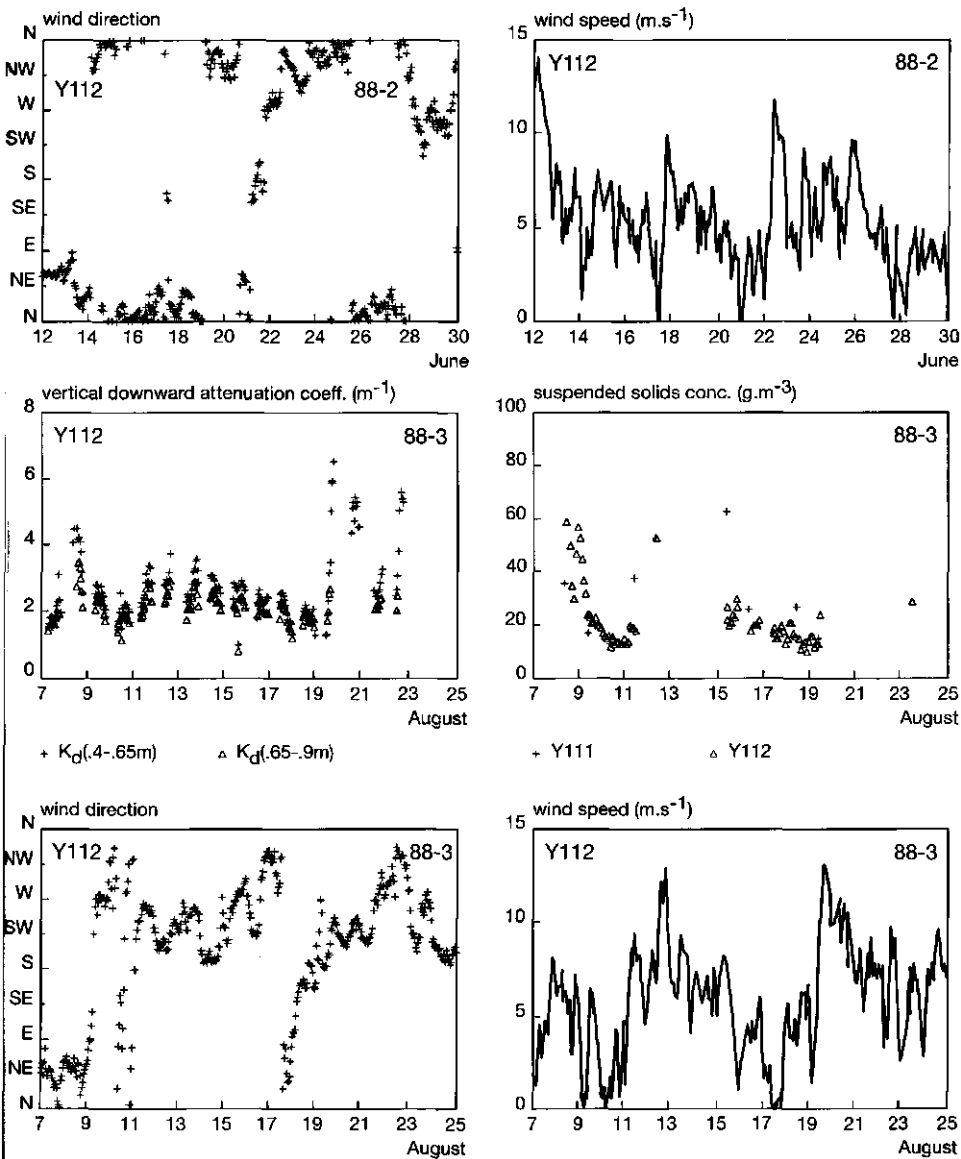 wind direction
N
NW
W
SW
S
SE
E
NE
N
Y112
88-2
12 14 16 18 20 22 24 26 28 30
June
wind speed (m.s-1)
15
10
5
0
Y112
88-2
12 14 16 18 20 22 24 26 28 30
June
vertical downward attenuation coeff. (m-1)
8
6
4
2
0
Y112
88-3
7 9 11 13 15 17 19 21 23 25
August
+ Kd(.4-.65m) △ Kd(.65-.9m)
suspended solids conc. (g.m-3)
100
80
60
40
20
0
88-3
7 9 11 13 15 17 19 21 23 25
August
+ Y111 △ Y112
wind direction
N
NW
W
SW
S
SE
E
NE
N
Y112
88-3
7 9 11 13 15 17 19 21 23 25
August
wind speed (m.s-1)
15
10
5
0
Y112
88-3
7 9 11 13 15 17 19 21 23 25
August